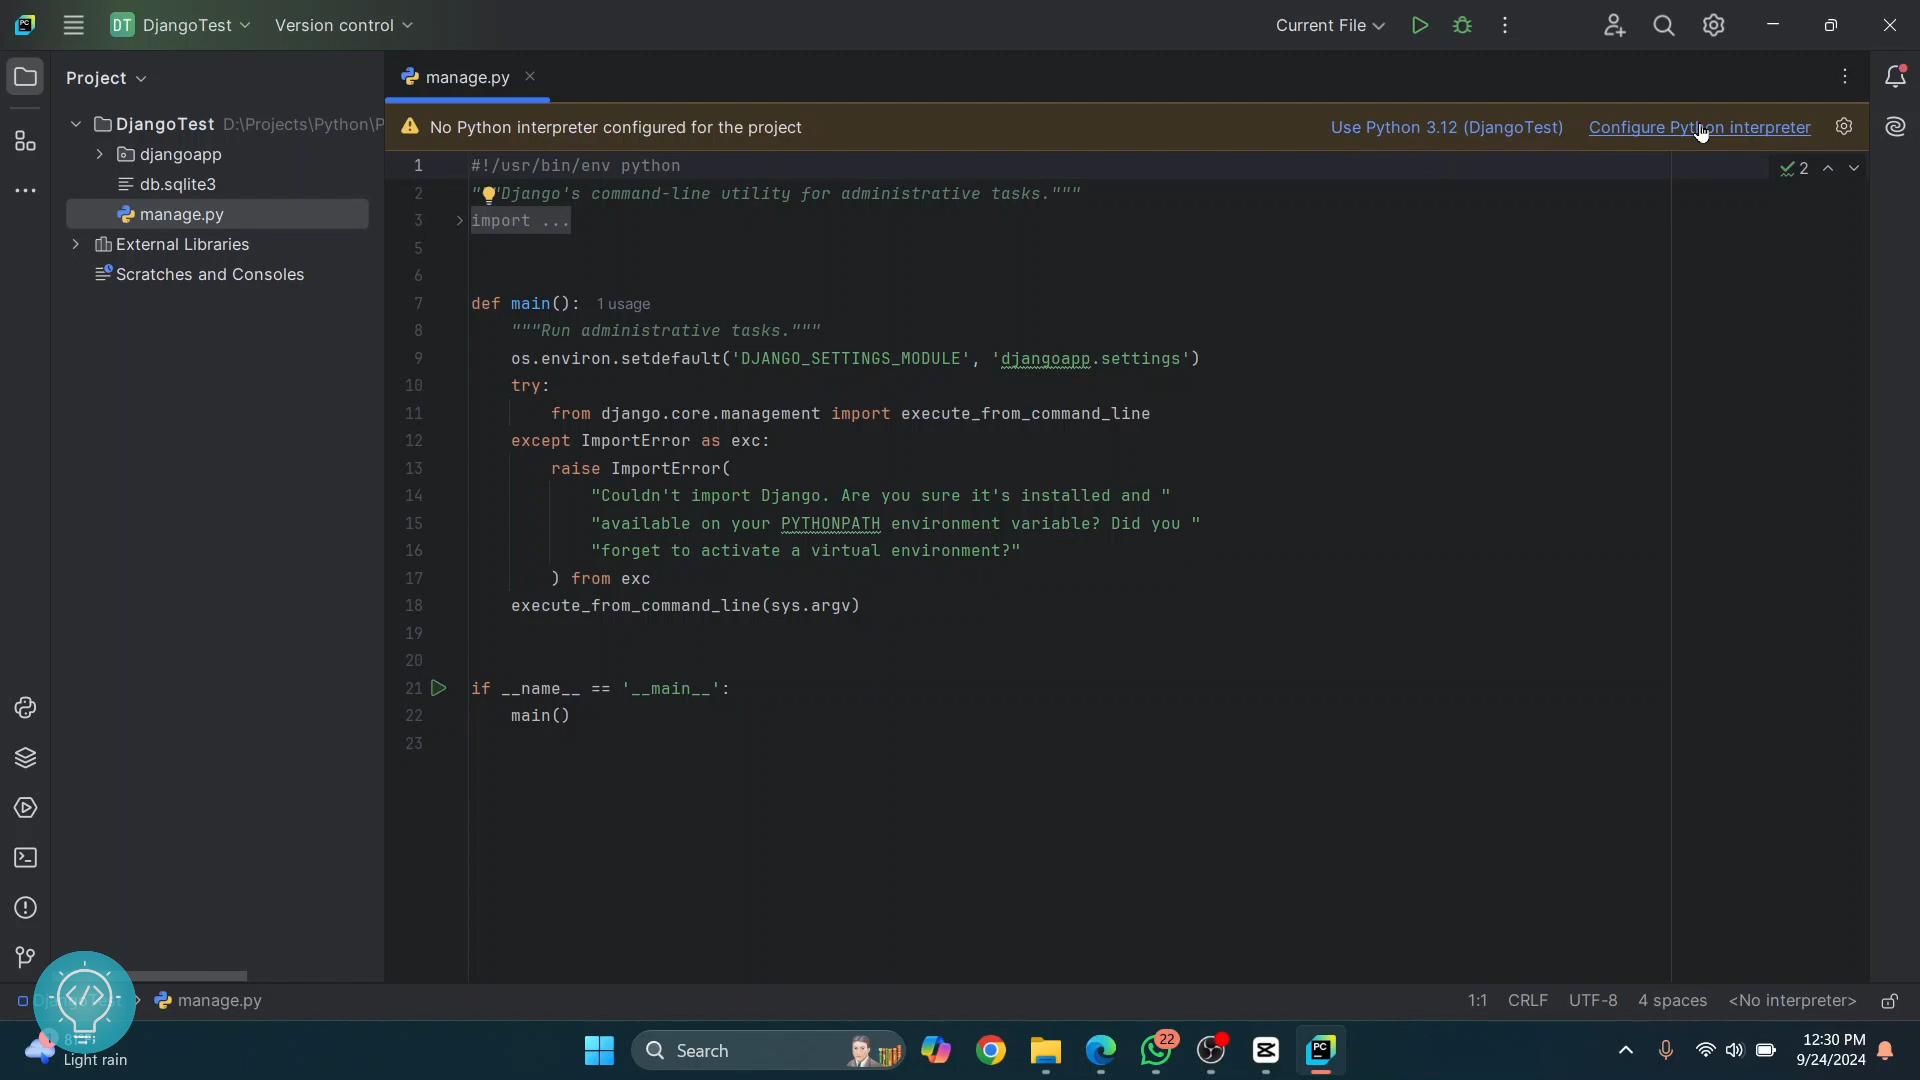 DT DjangoTest Version control Current File
Project
manage.py
DjangoTest D:\Projects\Python\P
djangoapp
db.sqlite3
manage.py
External Libraries
Scratches and Consoles
No Python interpreter configured for the project Use Python 3.12 (DjangoTest) Configure Python interpreter
2
1 #!/usr/bin/env python
2 """Django's command-line utility for administrative tasks."""
3 import ...
5
6
7 def main(): 1 usage
8 """Run administrative tasks."""
9 os.environ.setdefault('DJANGO_SETTINGS_MODULE', 'djangoapp.settings')
10 try:
11 from django.core.management import execute_from_command_line
12 except ImportError as exc:
13 raise ImportError(
14 "Couldn't import Django. Are you sure it's installed and "
15 "available on your PYTHONPATH environment variable? Did you "
16 "forget to activate a virtual environment?"
17 ) from exc
18 execute_from_command_line(sys.argv)
19
20
21 if __name__ == '__main__':
22 main()
23
manage.py 1:1 CRLF UTF-8 4 spaces <No interpreter>
Light rain
Search
22
PC
12:30 PM
9/24/2024